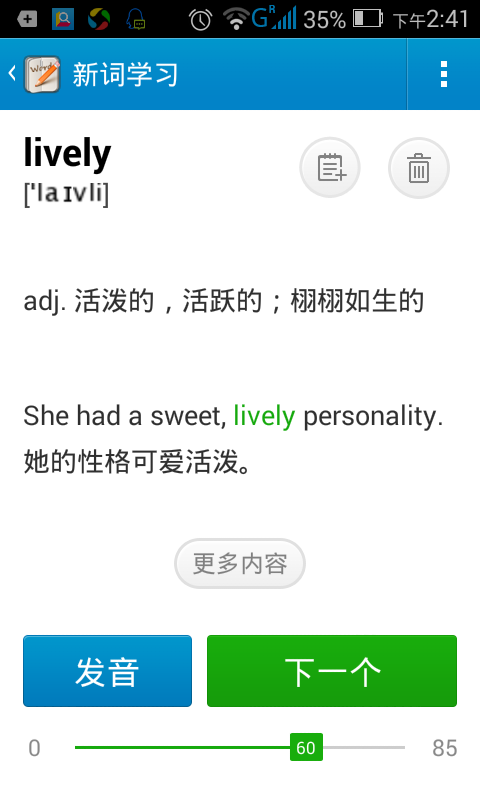 G R 35% 下午2:41
Words 新词学习
lively
['laɪvli]
adj. 活泼的，活跃的；栩栩如生的
She had a sweet, lively personality.
她的性格可爱活泼。
更多内容
发音 下一个
0 60 85